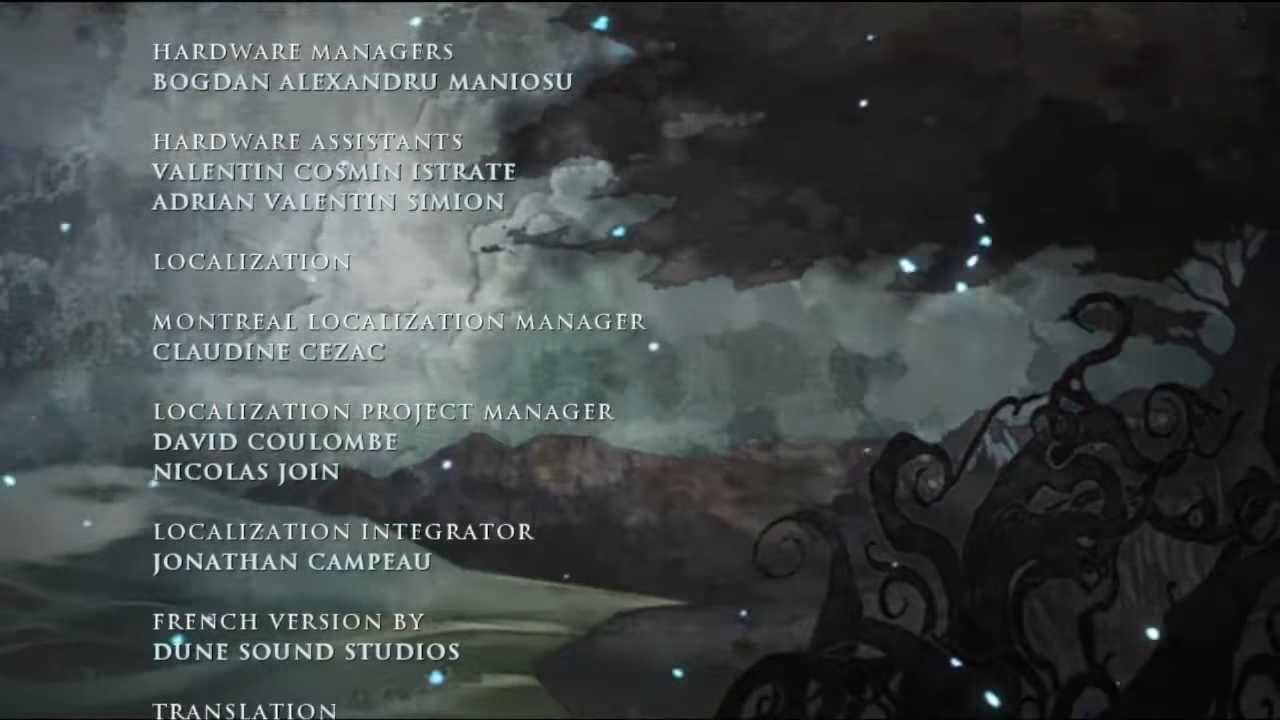 HARDWARE MANAGERS
BOGDAN ALEXANDRU MANIOSU
HARDWARE ASSISTANTS
VALENTIN COSMIN ISTRATE
ADRIAN VALENTIN SIMION
LOCALIZATION
MONTREAL LOCALIZATION MANAGER
CLAUDINE CEZAC
LOCALIZATION PROJECT MANAGER
DAVID COULOMBE
NICOLAS JOIN
LOCALIZATION INTEGRATOR
JONATHAN CAMPEAU
FRENCH VERSION BY
DUNE SOUND STUDIOS
TRANSLATION